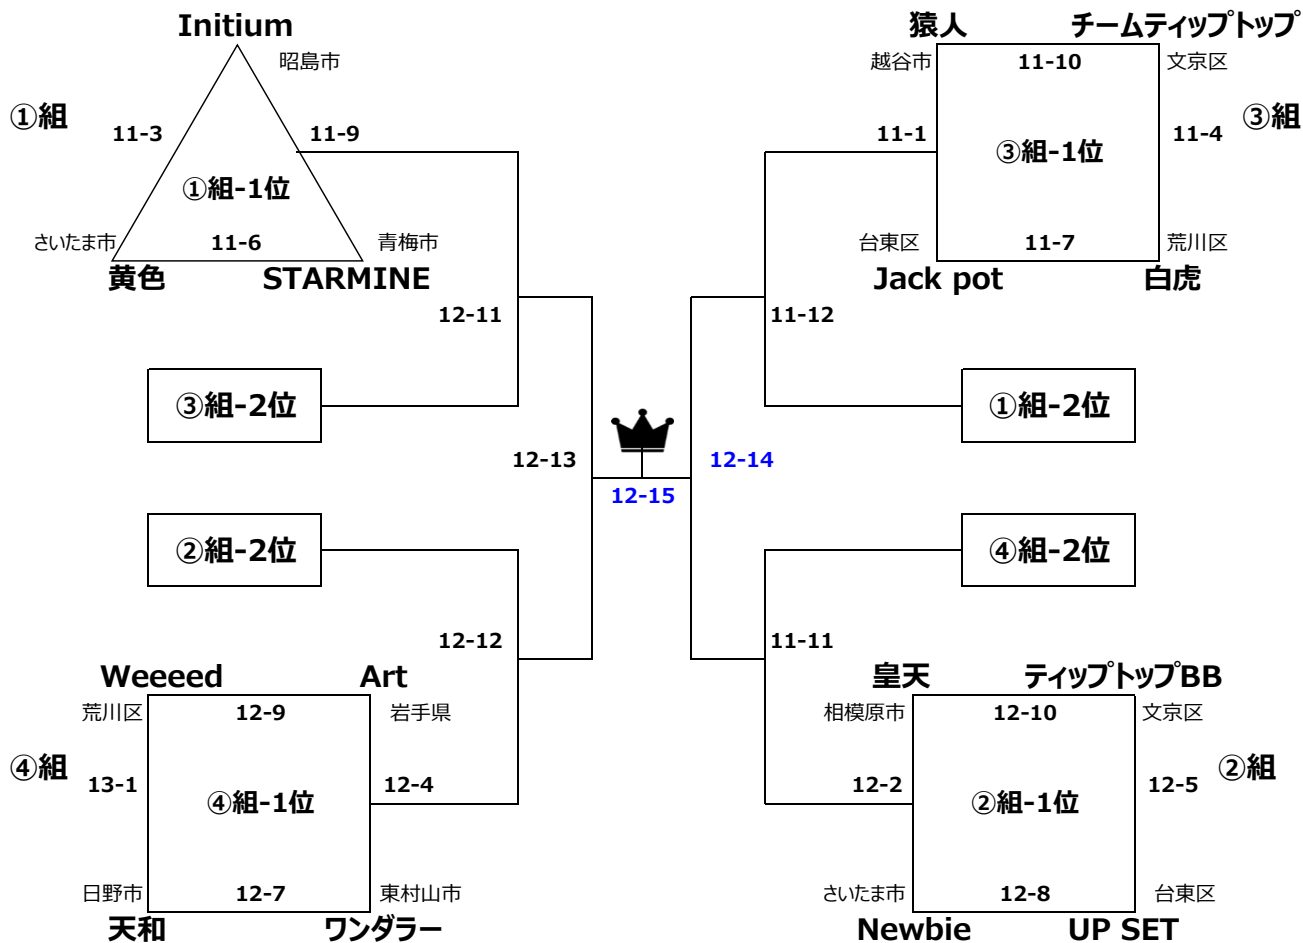 Initium
昭島市
①組
11-3
11-9
①組-1位
さいたま市
11-6
青梅市
黄色
STARMINE
猿人
チームティップトップ
越谷市
11-10
文京区
③組
11-1
③組-1位
11-4
台東区
11-7
荒川区
Jack pot
白虎
12-11
11-12
③組-2位
①組-2位
12-13
12-14
12-15
②組-2位
④組-2位
12-12
11-11
Weeeed
Art
荒川区
12-9
岩手県
④組
13-1
④組-1位
12-4
日野市
12-7
東村山市
天和
ワンダラー
皇天
ティップトップBB
相模原市
12-10
文京区
②組
12-2
②組-1位
12-5
さいたま市
12-8
台東区
Newbie
UP SET